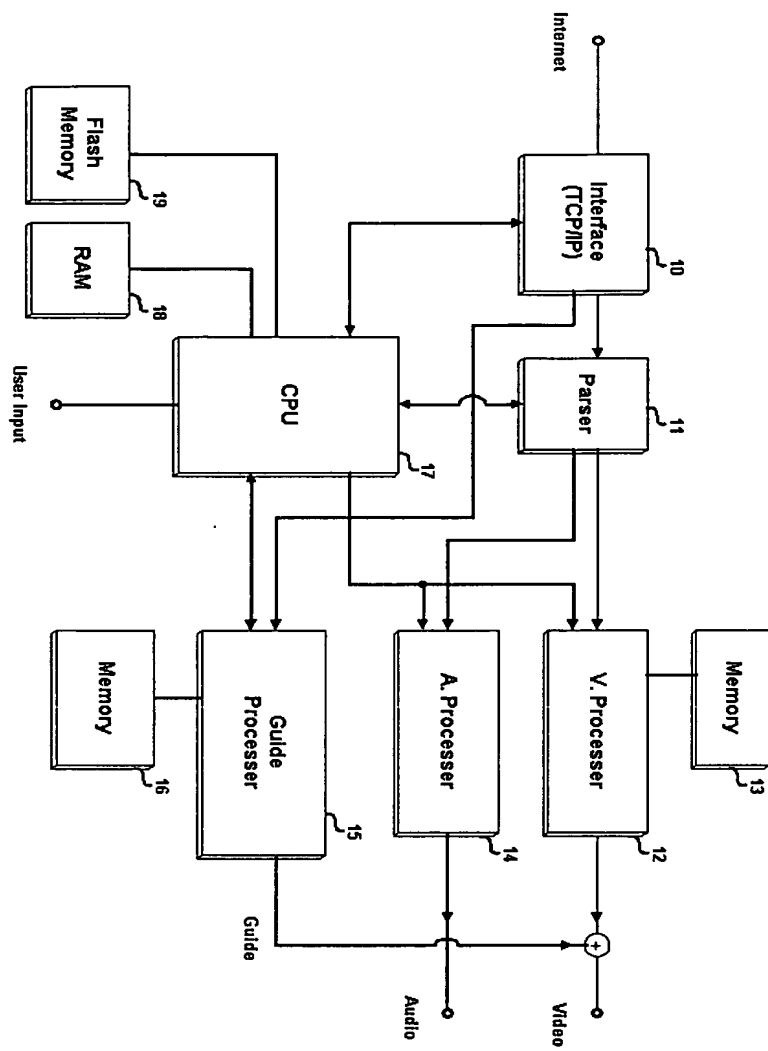 13
Memory
10
11
12
Interface
(TCP/IP)
Parser
V. Processer
Internet
Video
14
A. Processer
Audio
17
CPU
15
Guide
Processer
Guide
19
18
16
Flash
Memory
RAM
Memory
User Input